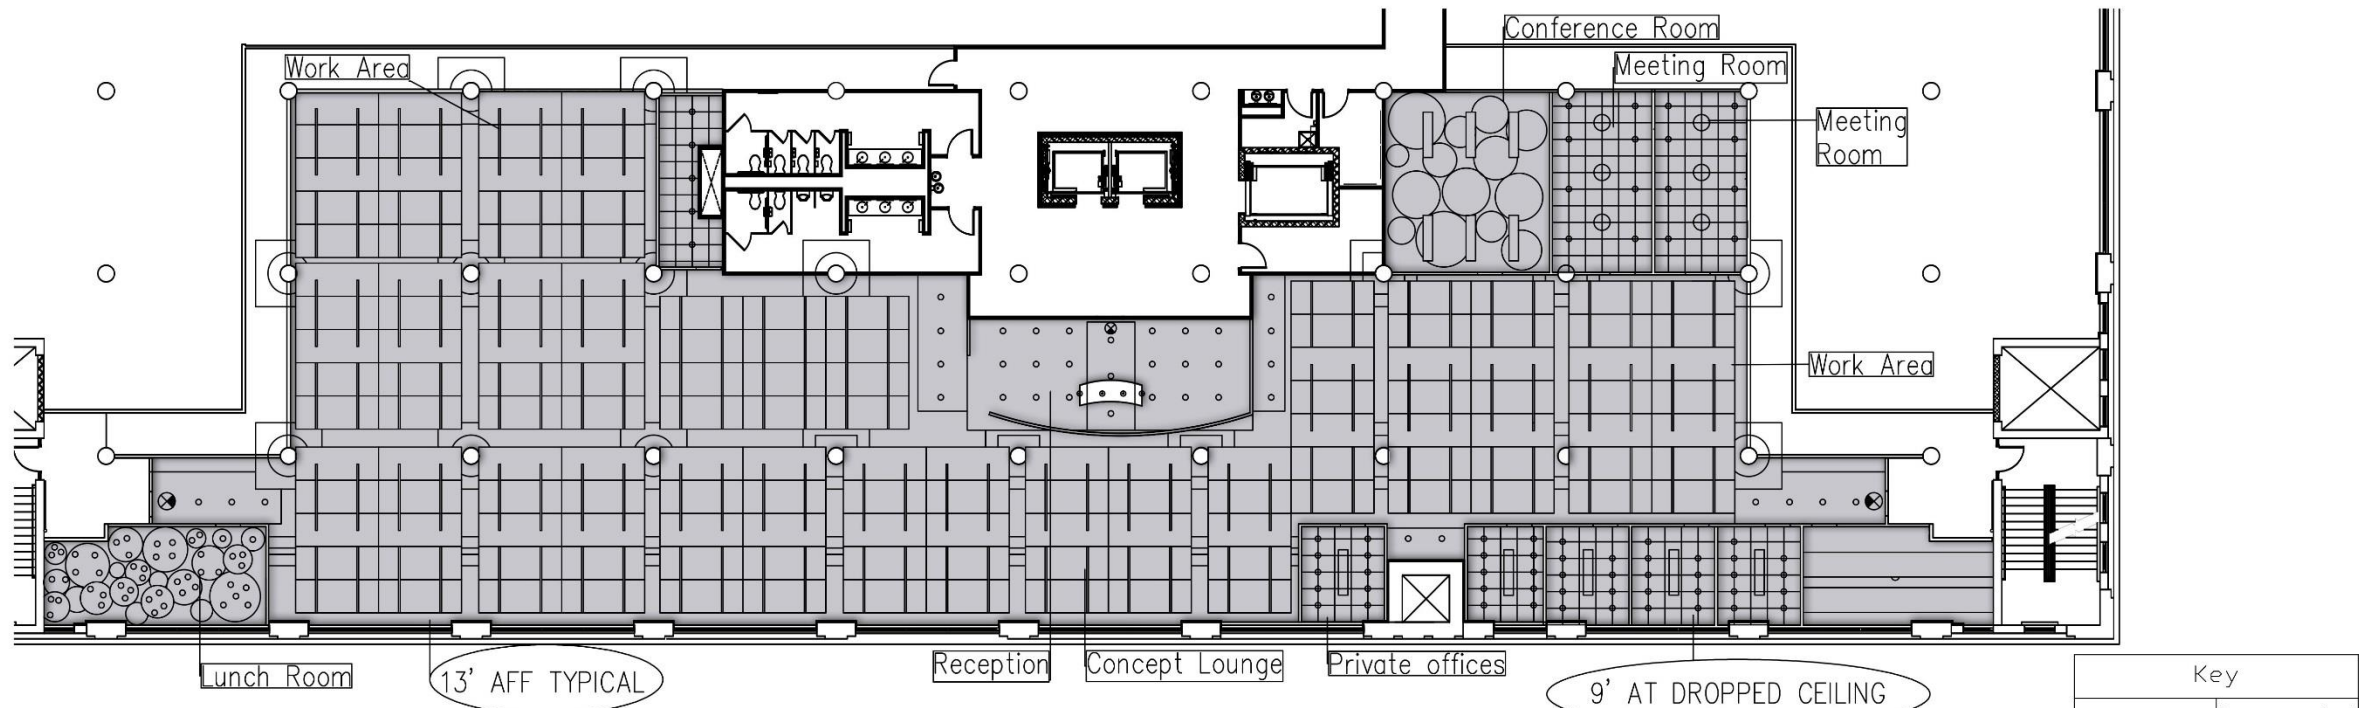 Conference Room
Work Area
Meeting Room
Meeting
Room
Work Area
Lunch Room
13' AFF TYPICAL
Reception
Concept Lounge
Private offices
9' AT DROPPED CEILING
Key